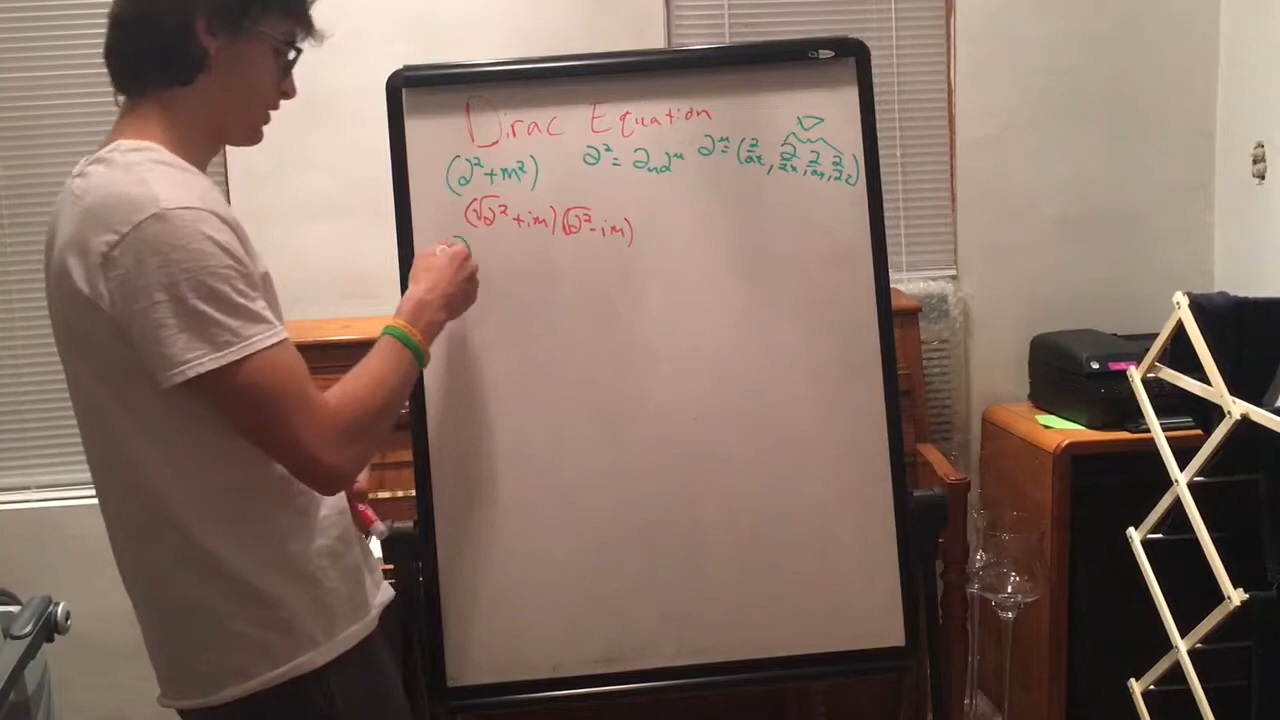 Dirac Equation
(∂² + m²) ∂² = ∂μ∂^μ ∂^μ = (∂/∂t, ∂/∂x, ∂/∂y, ∂/∂z) ∇
(√∂² + im)(√∂² - im)